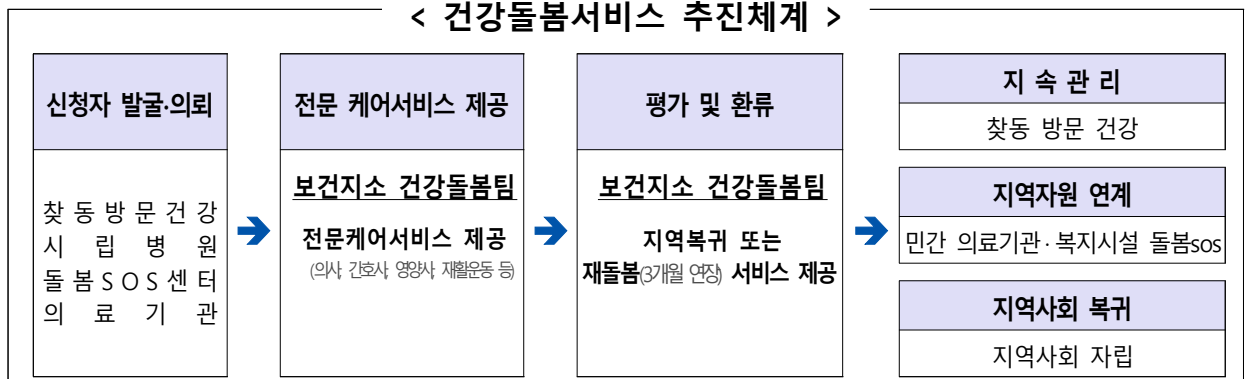 < 건강돌봄서비스 추진체계 >
신청자 발굴·의뢰
찾동방문건강
시립병원
돌봄SOS센터
의료기관
전문 케어서비스 제공
보건지소 건강돌봄팀
전문케어서비스 제공
(의사, 간호사, 영양사, 재활운동 등)
평가 및 환류
보건지소 건강돌봄팀
지역복귀 또는
재돌봄(3개월 연장) 서비스 제공
지 속 관 리
찾동 방문 건강
지역자원 연계
민간 의료기관·복지시설 돌봄sos
지역사회 복귀
지역사회 자립